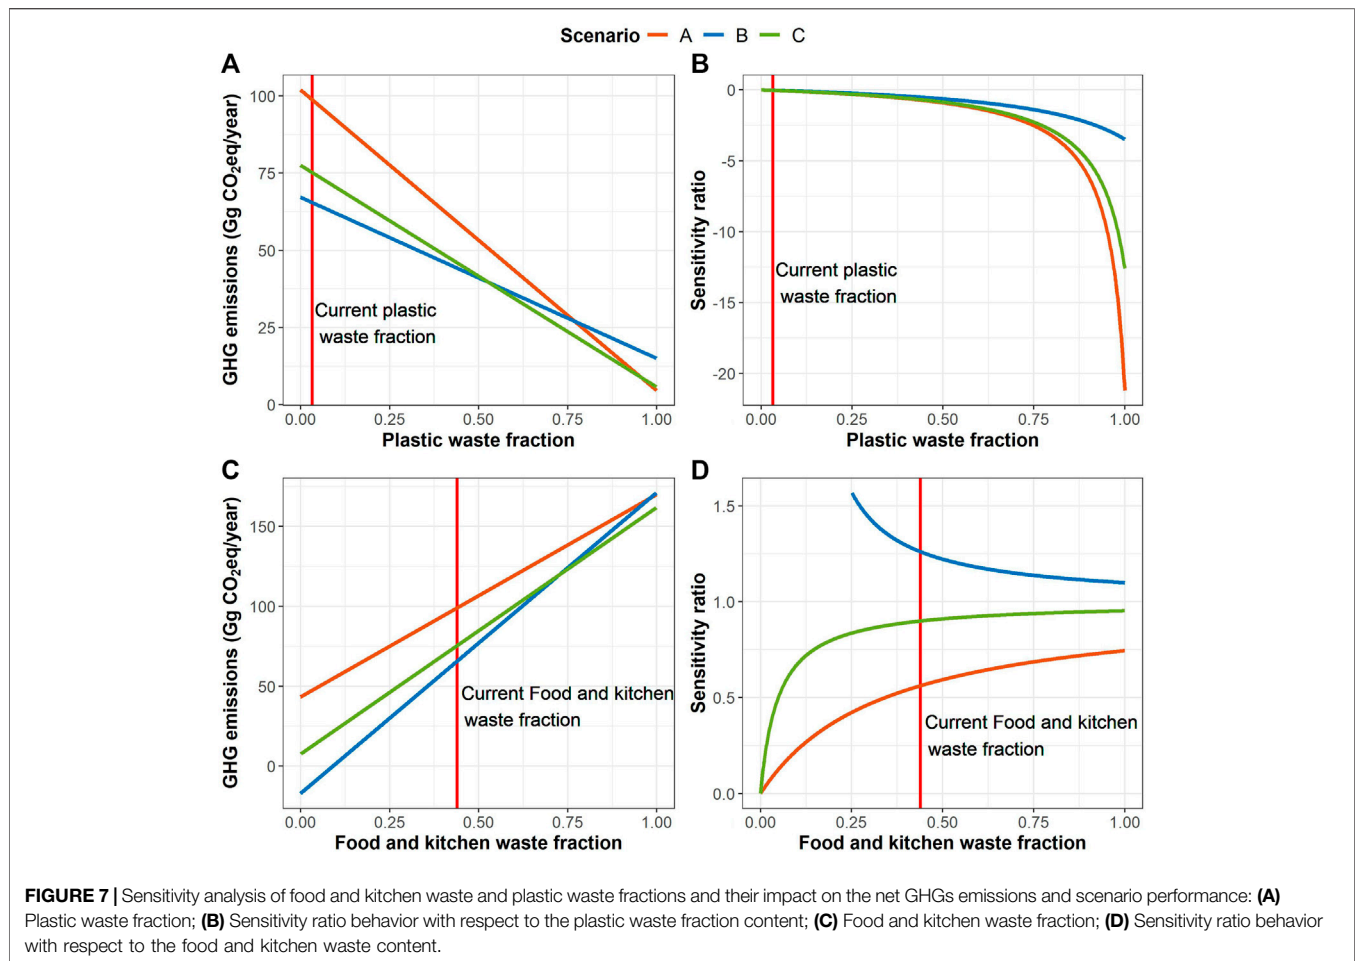 Scenario A B C
A
GHG emissions (Gg CO₂eq/year)
100
75
50
25
0
Current plastic
waste fraction
0.00 0.25 0.50 0.75 1.00
Plastic waste fraction
B
Sensitivity ratio
0
-5
-10
-15
-20
Current plastic
waste fraction
0.00 0.25 0.50 0.75 1.00
Plastic waste fraction
C
GHG emissions (Gg CO₂eq/year)
150
100
50
0
Current Food and kitchen
waste fraction
0.00 0.25 0.50 0.75 1.00
Food and kitchen waste fraction
D
Sensitivity ratio
1.5
1.0
0.5
0.0
Current Food and kitchen
waste fraction
0.00 0.25 0.50 0.75 1.00
Food and kitchen waste fraction
FIGURE 7 | Sensitivity analysis of food and kitchen waste and plastic waste fractions and their impact on the net GHGs emissions and scenario performance: (A)
Plastic waste fraction; (B) Sensitivity ratio behavior with respect to the plastic waste fraction content; (C) Food and kitchen waste fraction; (D) Sensitivity ratio behavior
with respect to the food and kitchen waste content.